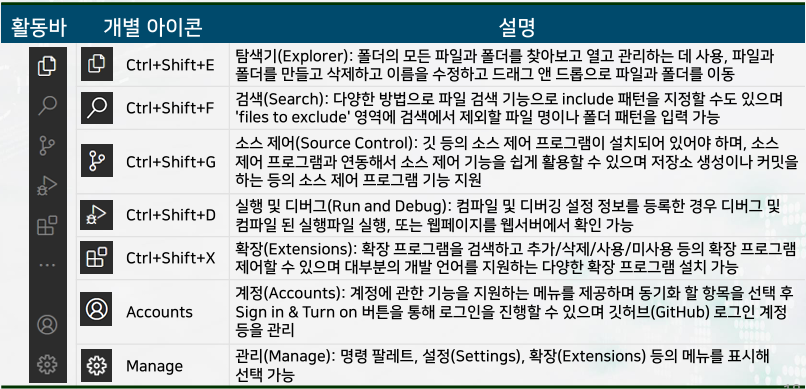 활동바 개별 아이콘 설명
Ctrl+Shift+E
탐색기(Explorer): 폴더의 모든 파일과 폴더를 찾아보고 열고 관리하는 데 사용, 파일과
폴더를 만들고 삭제하고 이름을 수정하고 드래그 앤 드롭으로 파일과 폴더를 이동
Ctrl+Shift+F
검색(Search): 다양한 방법으로 파일 검색 기능으로 include 패턴을 지정할 수도 있으며
'files to exclude' 영역에 검색에서 제외할 파일 명이나 폴더 패턴을 입력 가능
Ctrl+Shift+G
소스 제어(Source Control): 깃 등의 소스 제어 프로그램이 설치되어 있어야 하며, 소스
제어 프로그램과 연동해서 소스 제어 기능을 쉽게 활용할 수 있으며 저장소 생성이나 커밋을
하는 등의 소스 제어 프로그램 기능 지원
Ctrl+Shift+D
실행 및 디버그(Run and Debug): 컴파일 및 디버깅 설정 정보를 등록한 경우 디버그 및
컴파일 된 실행파일 실행, 또는 웹페이지를 웹서버에서 확인 가능
Ctrl+Shift+X
확장(Extensions): 확장 프로그램을 검색하고 추가/삭제/사용/미사용 등의 확장 프로그램
제어할 수 있으며 대부분의 개발 언어를 지원하는 다양한 확장 프로그램 설치 가능
Accounts
계정(Accounts): 계정에 관한 기능을 지원하는 메뉴를 제공하며 동기화 할 항목을 선택 후
Sign in & Turn on 버튼을 통해 로그인을 진행할 수 있으며 깃허브(GitHub) 로그인 계정
등을 관리
Manage
관리(Manage): 명령 팔레트, 설정(Settings), 확장(Extensions) 등의 메뉴를 표시해
선택 가능